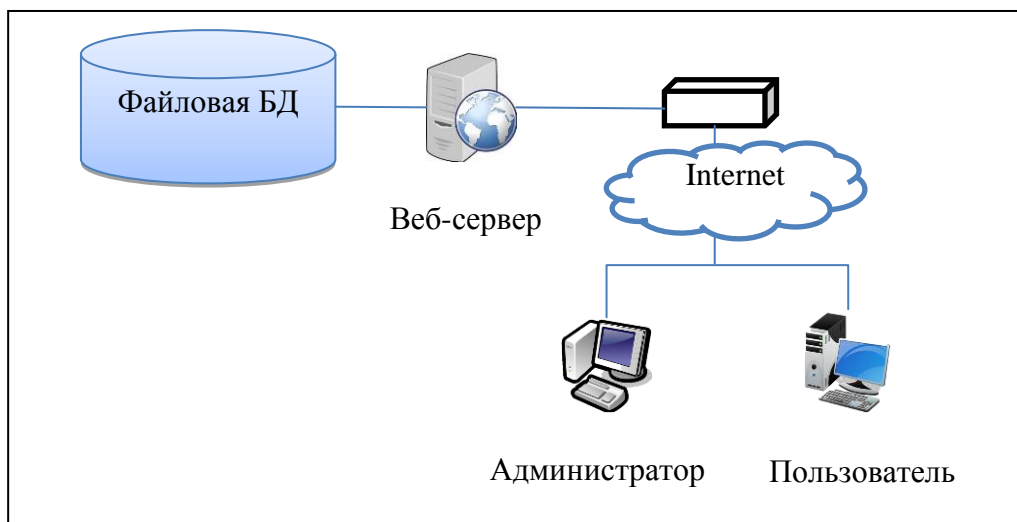 Файловая БД
Internet
Веб-сервер
Администратор
Пользователь